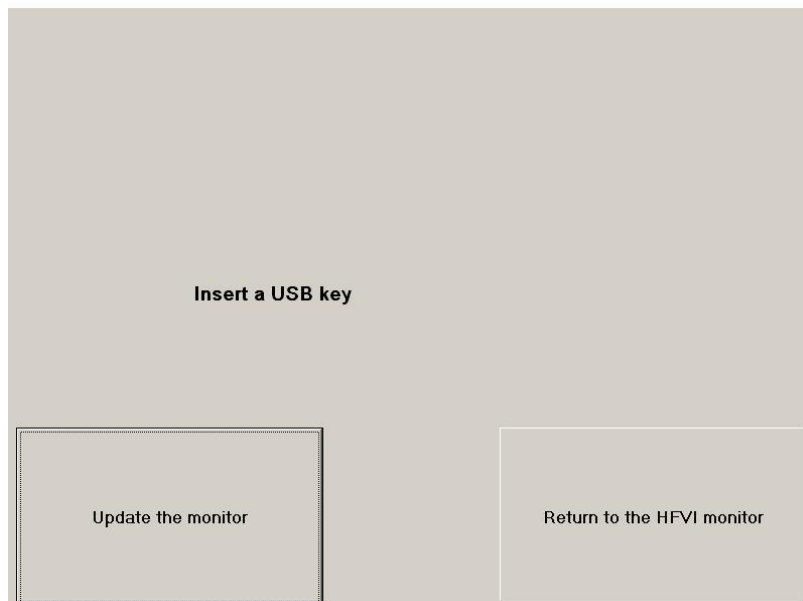 Insert a USB key
Update the monitor
Return to the HFVI monitor